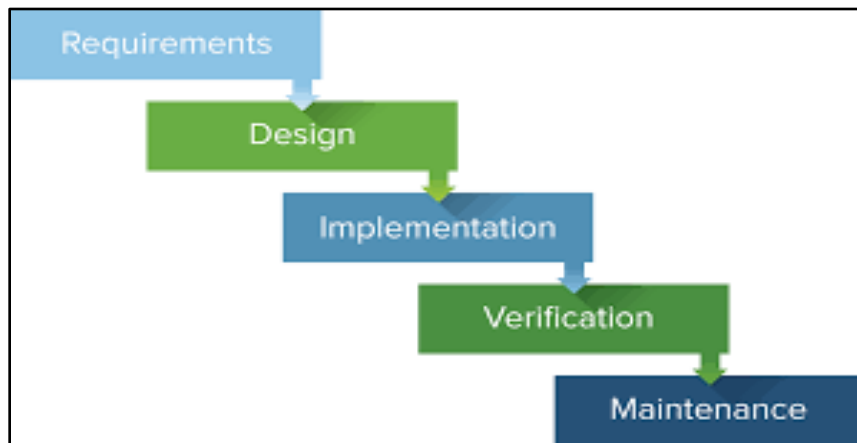 Requirements
Design
Implementation
Verification
Maintenance